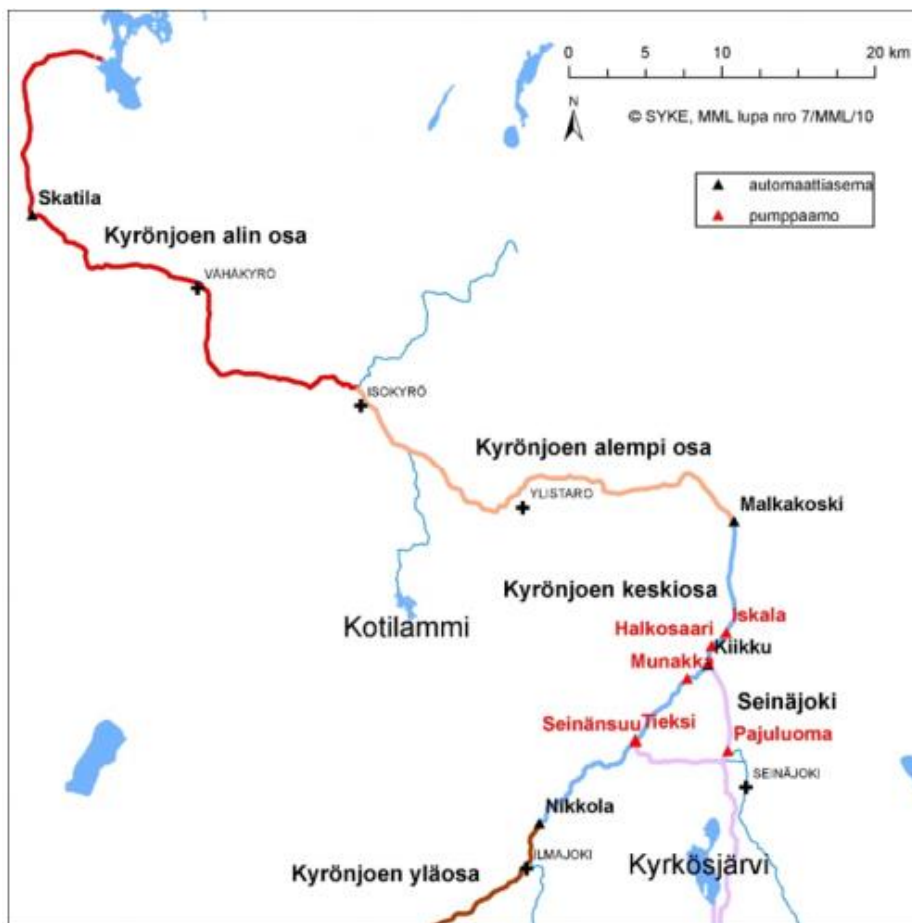 0 5 10 20 km
N
© SYKE, MML lupa nro 7/MML/10
automaattiasema
pumppaamo
Skatila
Kyrönjoen alin osa
VÄHÄKYRÖ
ISOKYRÖ
Kyrönjoen alempi osa
YLISTARO
Malkakoski
Kyrönjoen keskiosa
Kotilammi
Iskala
Halkosaari
Kiikku
Munakka
Seinäjoki
Seinänsuu Tieksi
Pajuluoma
SEINÄJOKI
Nikkola
ILMAJOKI
Kyrkösjärvi
Kyrönjoen yläosa